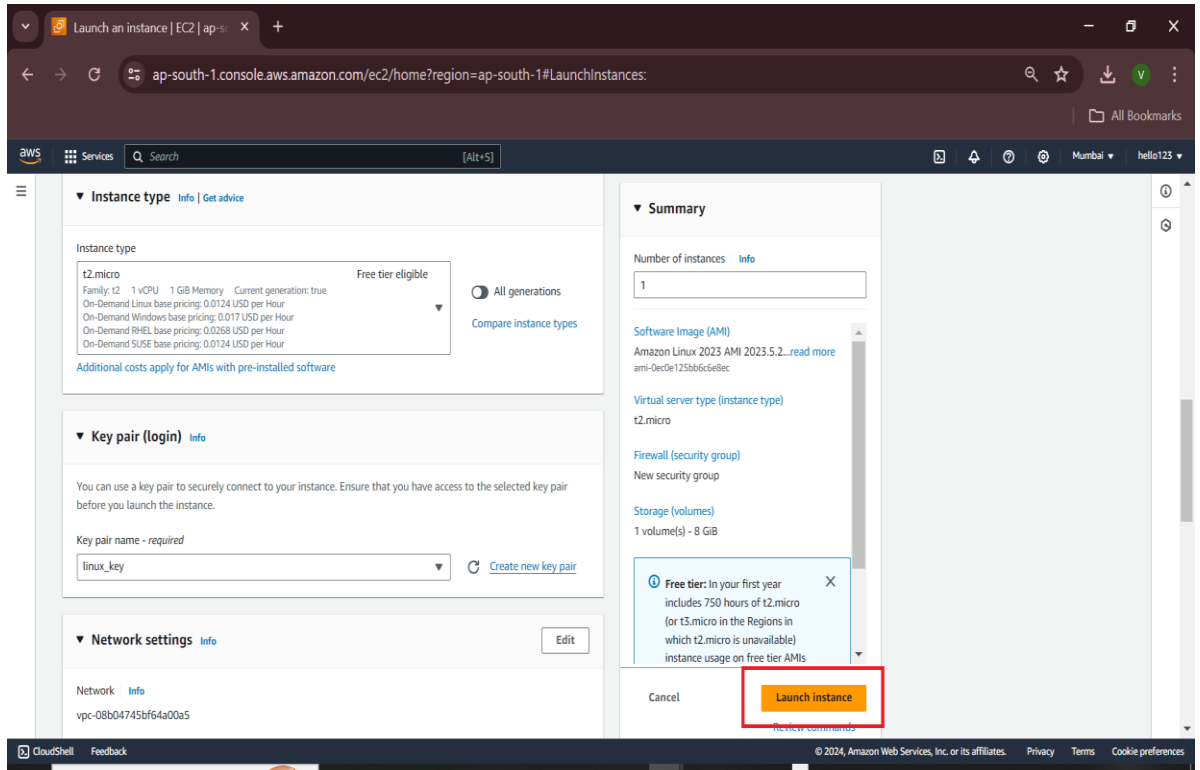 Launch an instance | EC2 | ap-so
ap-south-1.console.aws.amazon.com/ec2/home?region=ap-south-1#LaunchInstances:
V
All Bookmarks
aws
Services
Search
[Alt+S]
Mumbai
hello123
Instance type Info | Get advice
Instance type
t2.micro
Free tier eligible
Family: t2 1 vCPU 1 GiB Memory Current generation: true
On-Demand Linux base pricing: 0.0124 USD per Hour
On-Demand Windows base pricing: 0.017 USD per Hour
On-Demand RHEL base pricing: 0.0268 USD per Hour
On-Demand SUSE base pricing: 0.0124 USD per Hour
All generations
Compare instance types
Additional costs apply for AMIs with pre-installed software
Key pair (login) Info
You can use a key pair to securely connect to your instance. Ensure that you have access to the selected key pair
before you launch the instance.
Key pair name - required
linux_key
Create new key pair
Network settings Info
Edit
Network Info
vpc-08b04745bf64a00a5
Summary
Number of instances Info
1
Software Image (AMI)
Amazon Linux 2023 AMI 2023.5.2...read more
ami-0ec0e125bb6c6e8ec
Virtual server type (instance type)
t2.micro
Firewall (security group)
New security group
Storage (volumes)
1 volume(s) - 8 GiB
Free tier: In your first year
includes 750 hours of t2.micro
(or t3.micro in the Regions in
which t2.micro is unavailable)
instance usage on free tier AMIs
Cancel
Launch instance
Review commands
CloudShell
Feedback
© 2024, Amazon Web Services, Inc. or its affiliates.
Privacy
Terms
Cookie preferences